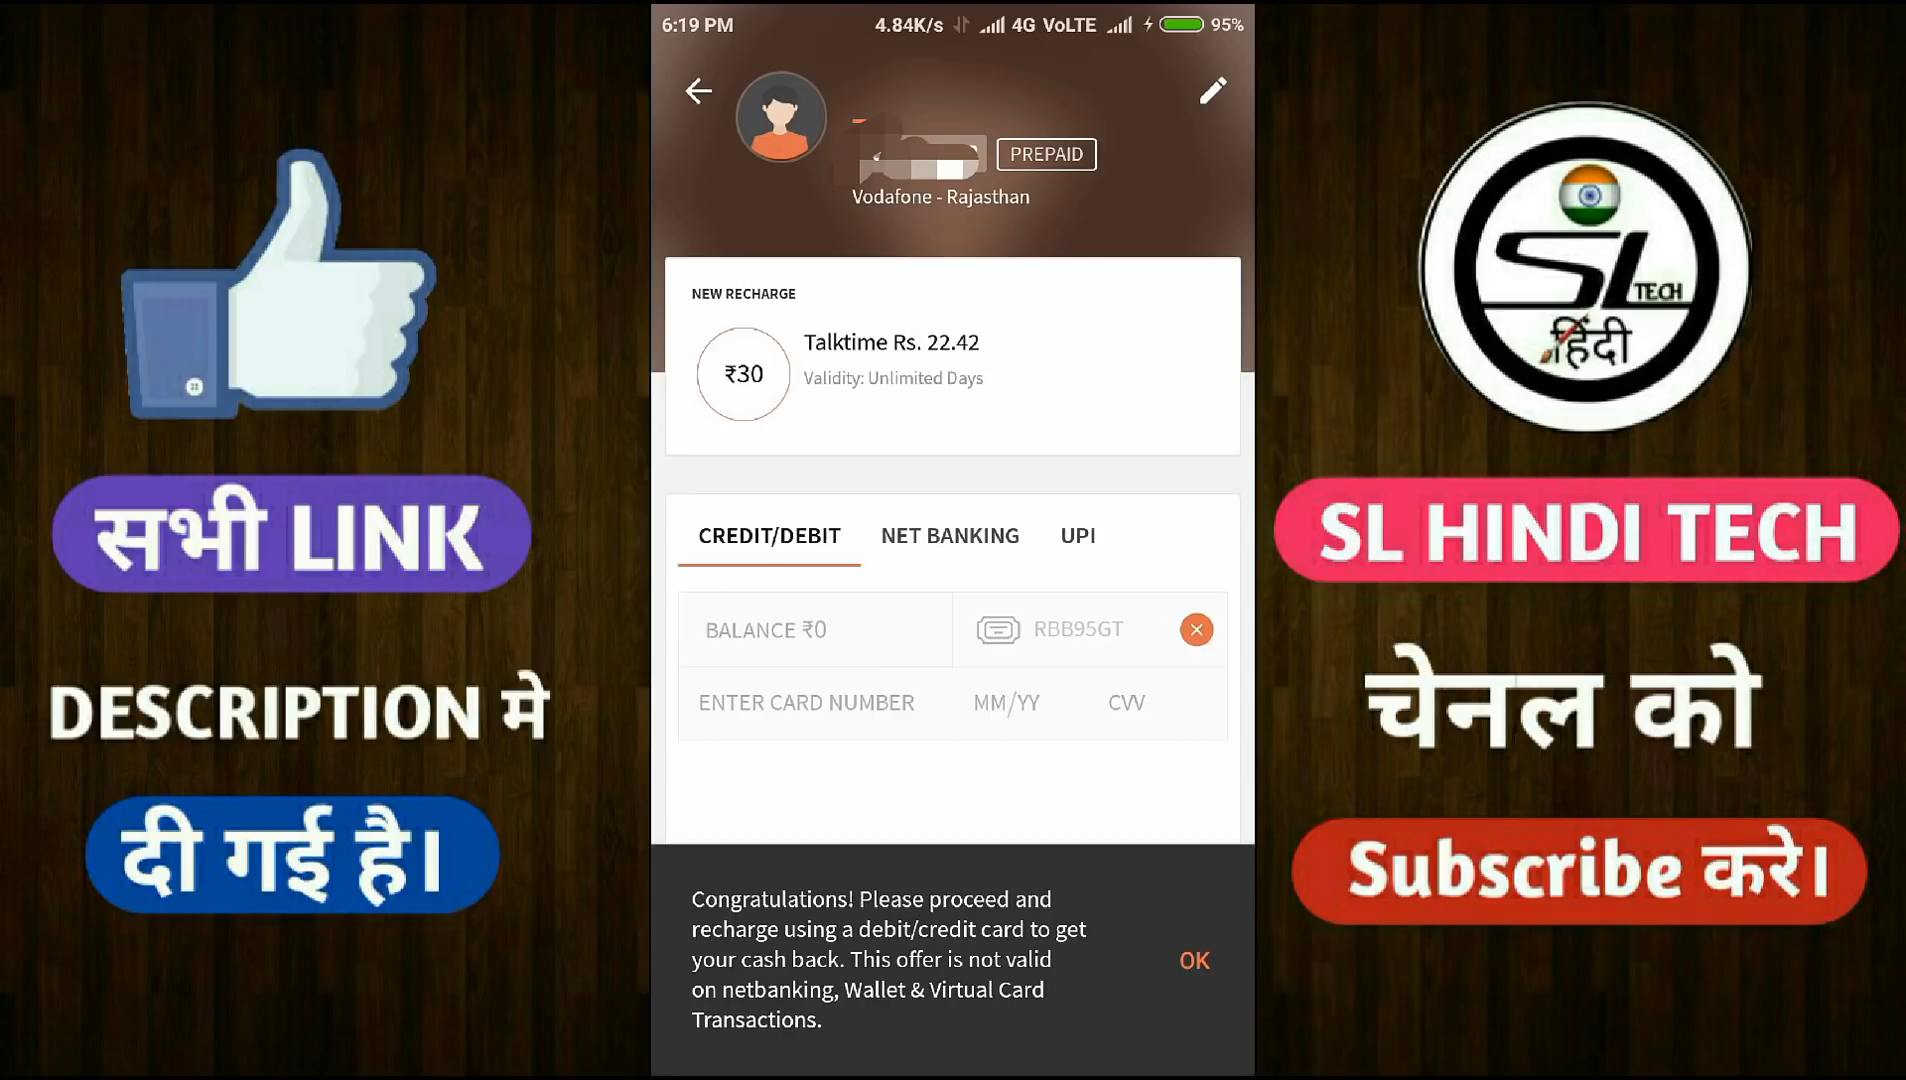 6:19 PM
4.84K/s 4G VoLTE 95%
PREPAID
Vodafone - Rajasthan
NEW RECHARGE
₹30
Talktime Rs. 22.42
Validity: Unlimited Days
CREDIT/DEBIT NET BANKING UPI
BALANCE ₹0 RBB95GT
ENTER CARD NUMBER MM/YY CVV
Congratulations! Please proceed and
recharge using a debit/credit card to get
your cash back. This offer is not valid
on netbanking, Wallet & Virtual Card
Transactions.
OK
सभी LINK
DESCRIPTION मे
दी गई है।
SL
TECH
हिंदी
SL HINDI TECH
चेनल को
Subscribe करे।